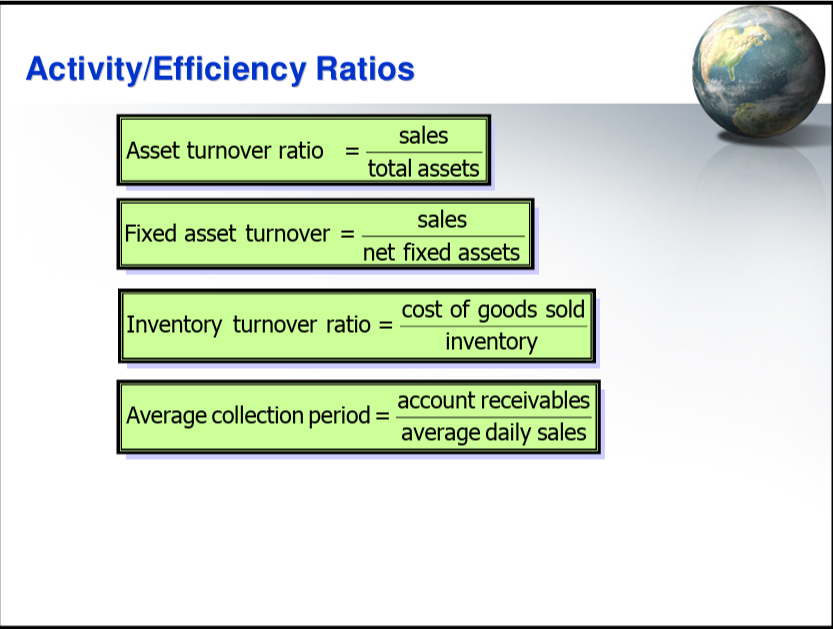 Activity/Efficiency Ratios
Asset turnover ratio = sales / total assets
Fixed asset turnover = sales / net fixed assets
Inventory turnover ratio = cost of goods sold / inventory
Average collection period = account receivables / average daily sales